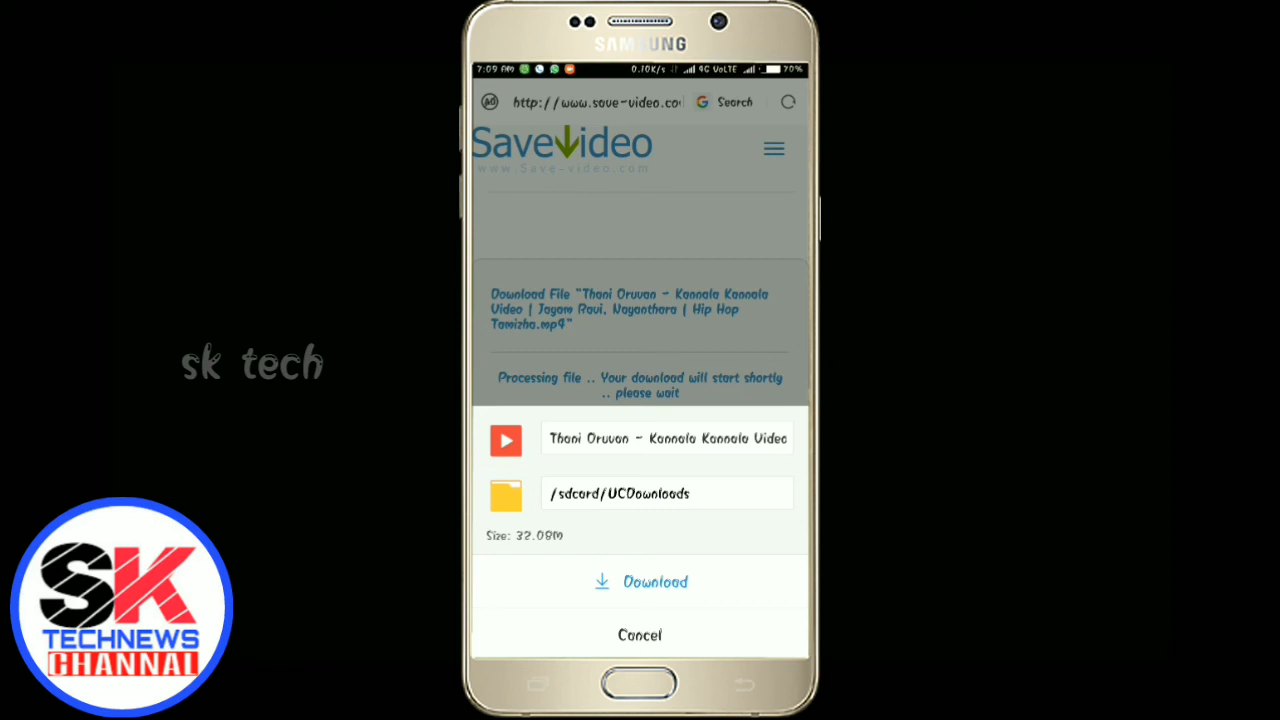 SAMSUNG
7:09 AM 0.10K/s 4G VoLTE 70%
http://www.save-video.co
Search
SaveVideo
www.Save-video.com
Download File "Thani Oruvan - Kannala Kannala
Video | Jayam Ravi, Nayanthara | Hip Hop
Tamizha.mp4"
Processing file .. Your download will start shortly
.. please wait
Thani Oruvan - Kannala Kannala Video
/sdcard/UCDownloads
Size: 32.08M
Download
Cancel
sk tech
SK
TECHNEWS
CHANNAL